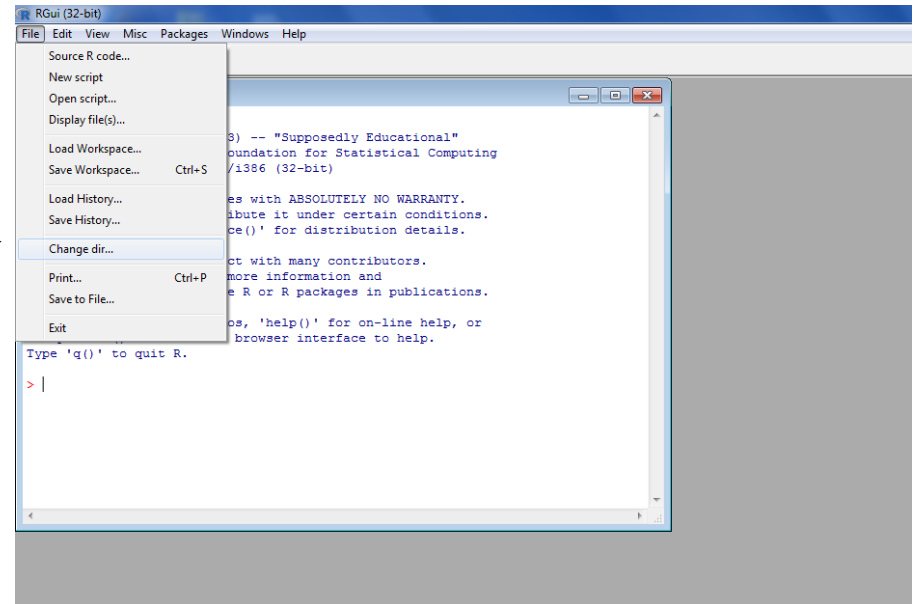 RGui (32-bit)
File Edit View Misc Packages Windows Help
Source R code...
New script
Open script...
Display file(s)...
Load Workspace...
Save Workspace... Ctrl+S
Load History...
Save History...
Change dir...
Print... Ctrl+P
Save to File...
Exit
3) -- "Supposedly Educational"
oundation for Statistical Computing
/i386 (32-bit)
es with ABSOLUTELY NO WARRANTY.
ibute it under certain conditions.
ce()' for distribution details.
ct with many contributors.
more information and
e R or R packages in publications.
os, 'help()' for on-line help, or
browser interface to help.
Type 'q()' to quit R.
>